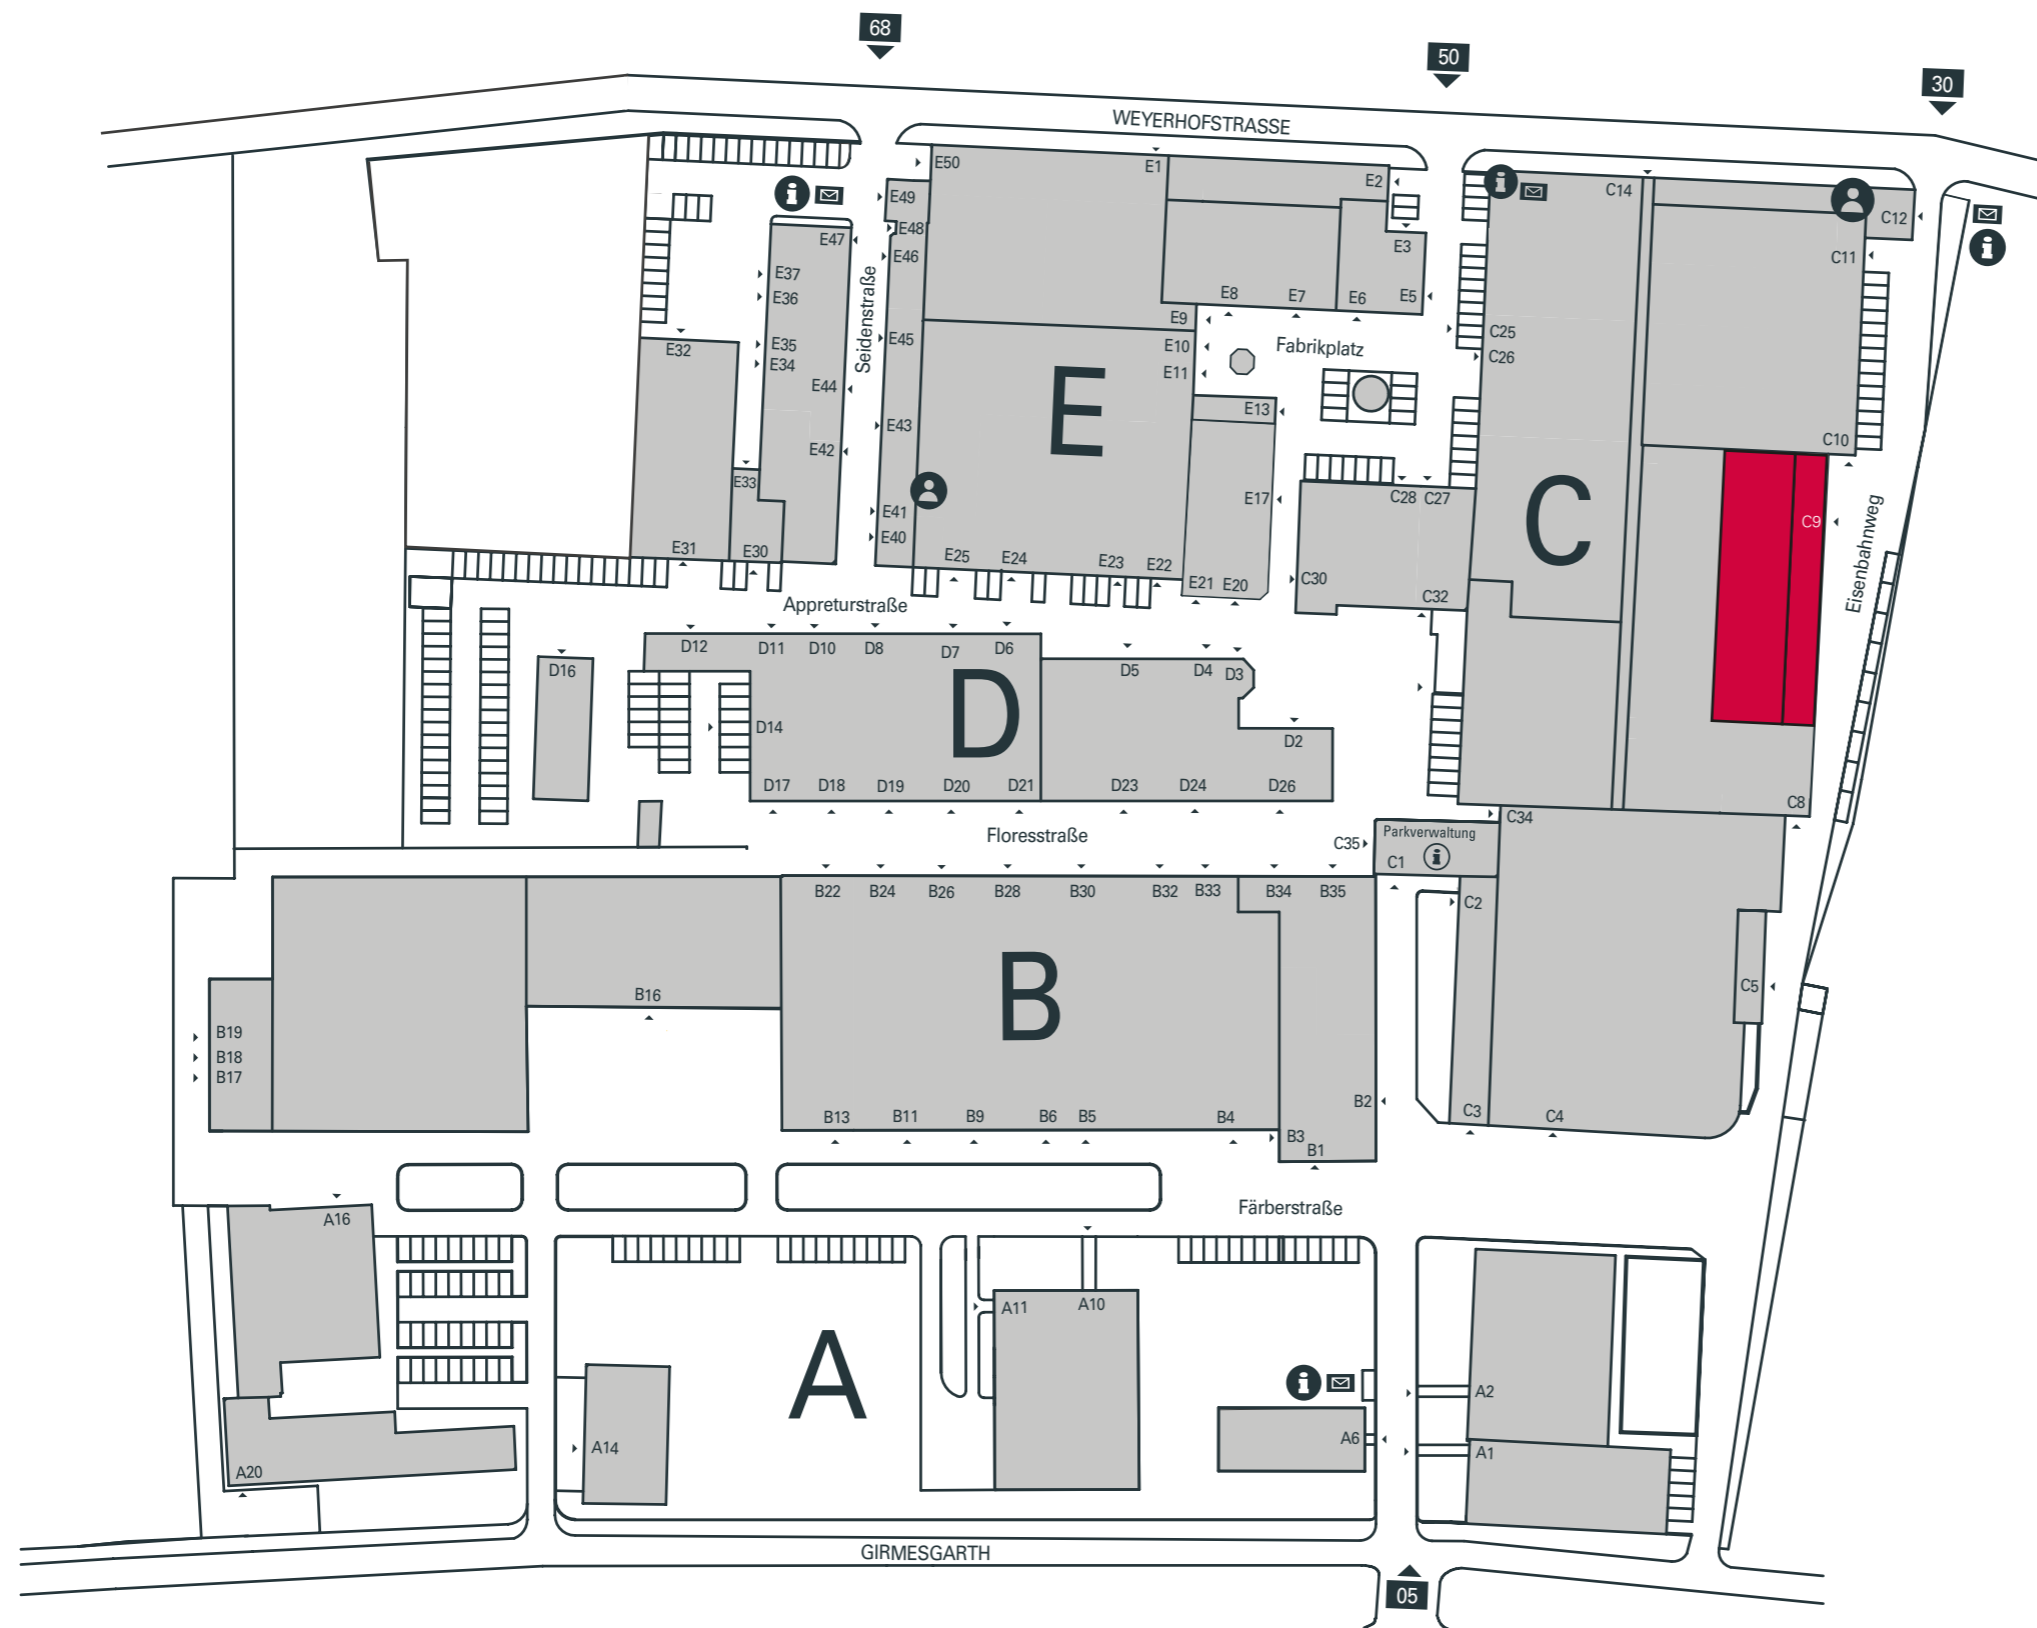 68
50
30
WEYERHOFSTRASSE
E50
E1
E2
C14
C12
E49
E48
E47
E46
E3
C11
E37
E36
E8
E7
E6
E5
Seidenstraße
E9
C25
E35
E45
E10
Fabrikplatz
C26
E32
E34
E11
E44
E
E13
E43
E42
C10
E33
E17
C28
C27
C
C9
E41
E40
Eisenbahnweg
E31
E30
E25
E24
E23
E22
E21
E20
C30
C32
Appreturstraße
D12
D11
D10
D8
D7
D6
D16
D5
D4
D3
D
D14
D2
D17
D18
D19
D20
D21
D23
D24
D26
C8
C34
Floresstraße
C35
Parkverwaltung
C1
B22
B24
B26
B28
B30
B32
B33
B34
B35
C2
B
B16
C5
B19
B18
B17
B13
B11
B9
B6
B5
B4
B2
C3
C4
B3
B1
Färberstraße
A16
A11
A10
A
A2
A14
A6
A1
A20
GIRMESGARTH
05